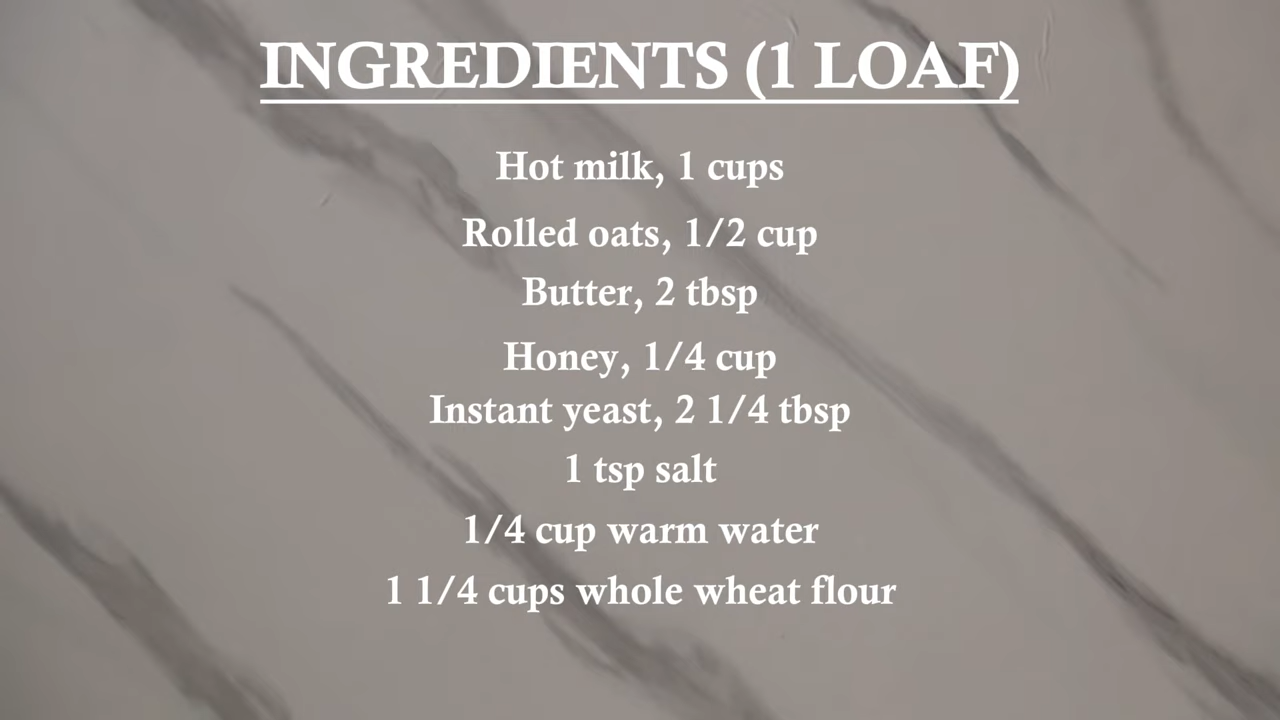 INGREDIENTS (1 LOAF)
Hot milk, 1 cups
Rolled oats, 1/2 cup
Butter, 2 tbsp
Honey, 1/4 cup
Instant yeast, 2 1/4 tbsp
1 tsp salt
1/4 cup warm water
1 1/4 cups whole wheat flour